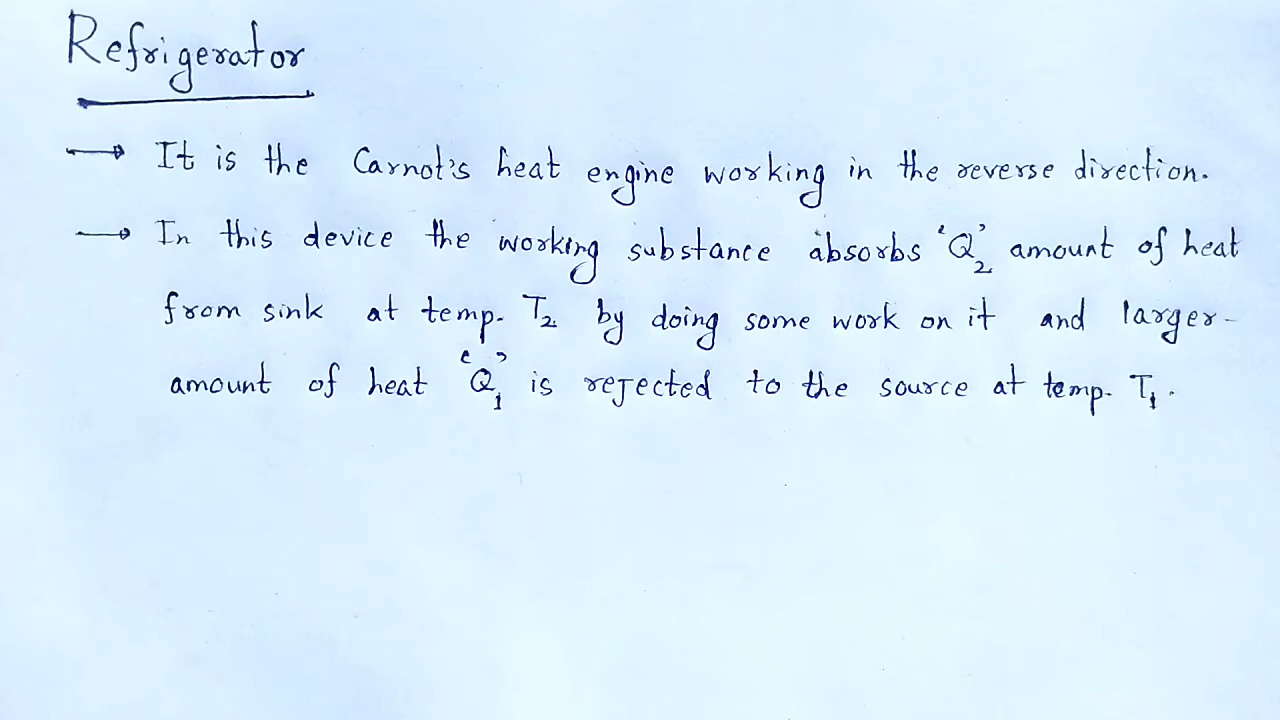 Refrigerator
→ It is the Carnot's heat engine working in the reverse direction.
→ In this device the working substance absorbs 'Q₂' amount of heat
from sink at temp. T₂ by doing some work on it and larger-
amount of heat 'Q₁' is rejected to the source at temp. T₁.